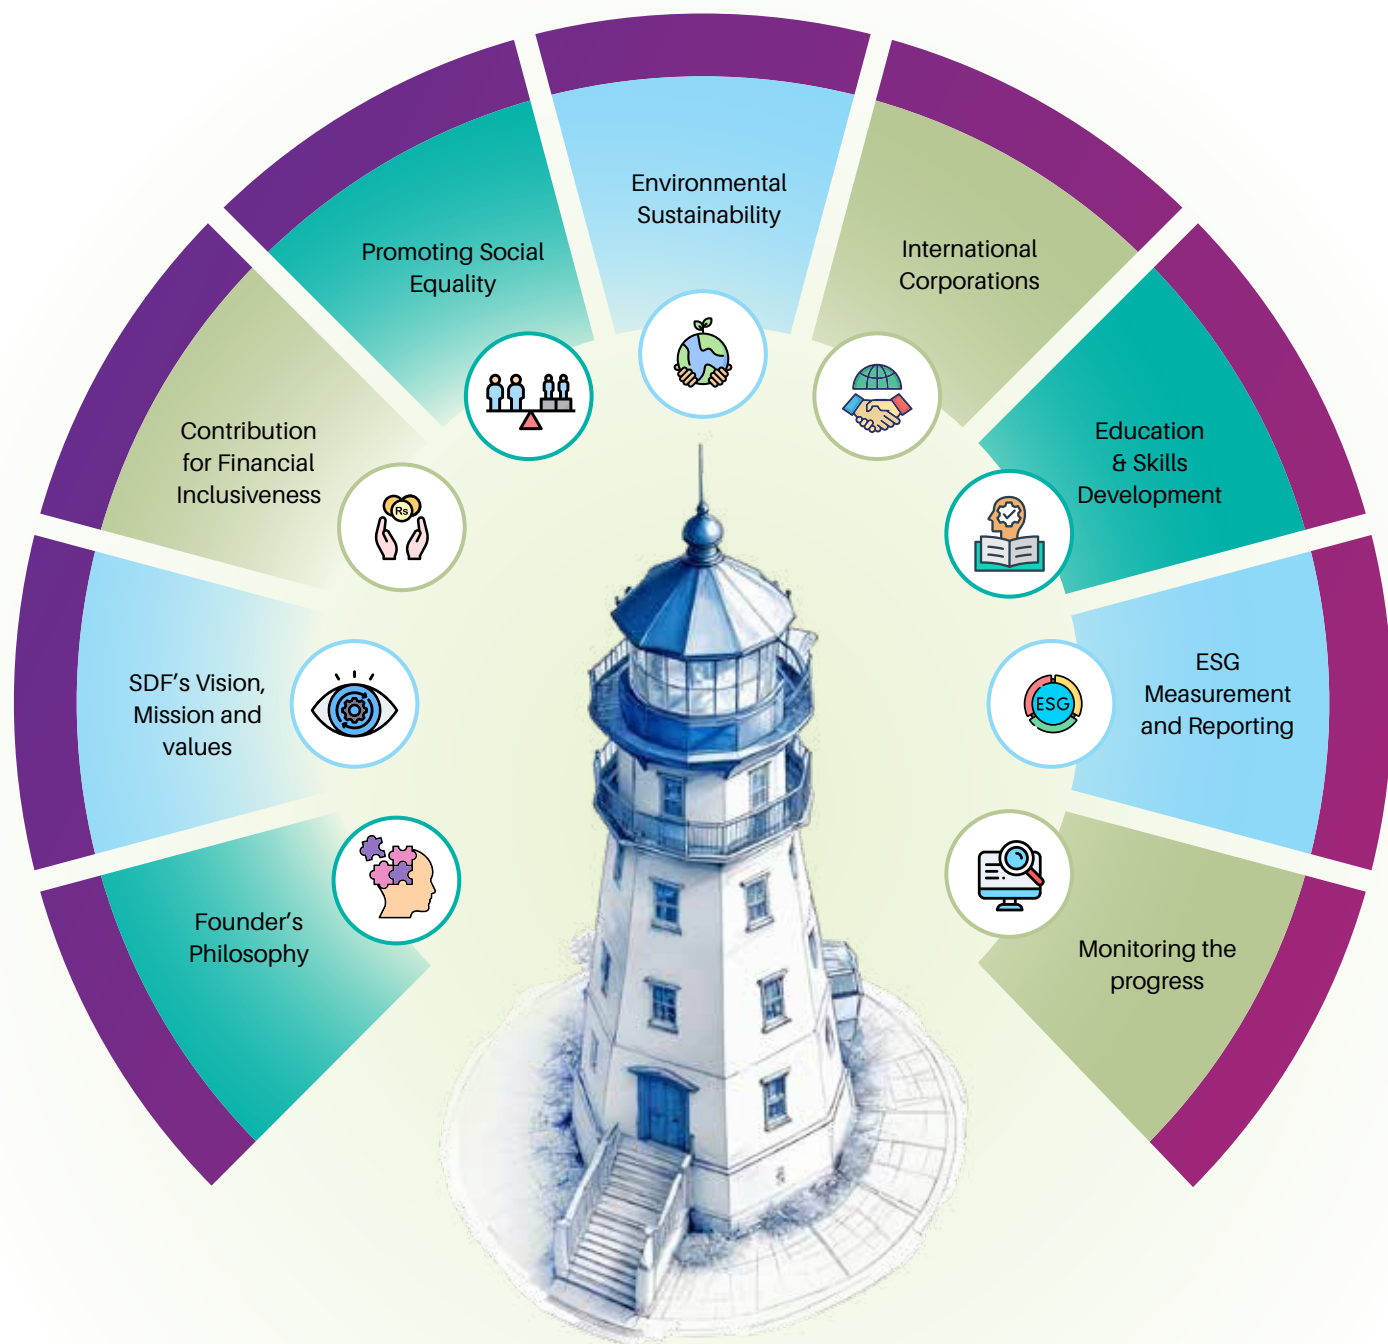 Environmental
Sustainability
Promoting Social
Equality
International
Corporations
Contribution
for Financial
Inclusiveness
Rs
Education
& Skills
Development
SDF's Vision,
Mission and
values
ESG
ESG
Measurement
and Reporting
Founder's
Philosophy
Monitoring the
progress